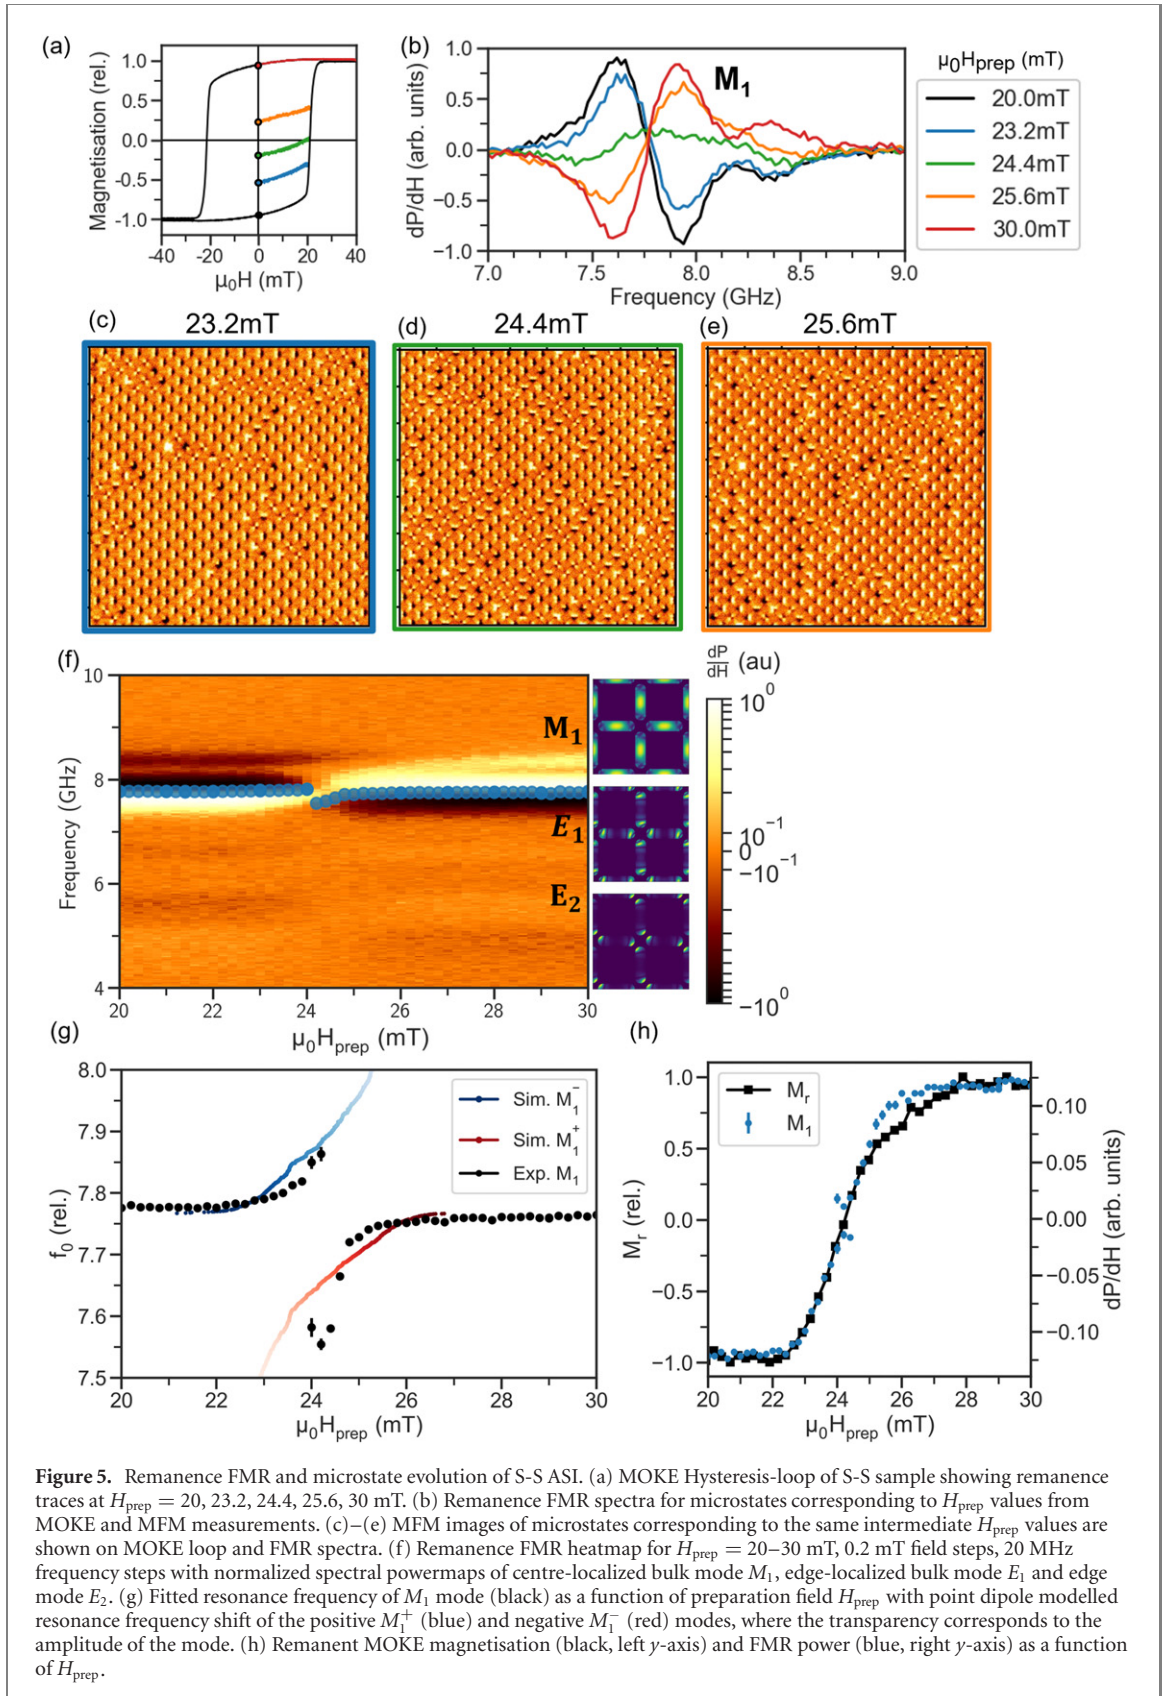 (a)
Magnetisation (rel.)
1.0
0.5
0.0
-0.5
-1.0
-40 -20 0 20 40
μ₀H (mT)
(b)
dP/dH (arb. units)
1.0
0.5
0.0
−0.5
−1.0
M₁
7.0 7.5 8.0 8.5 9.0
Frequency (GHz)
μ₀Hprep (mT)
20.0mT
23.2mT
24.4mT
25.6mT
30.0mT
(c) 23.2mT
(d) 24.4mT
(e) 25.6mT
(f)
Frequency (GHz)
10
8
6
4
M₁
E₁
E₂
20 22 24 26 28 30
μ₀Hprep (mT)
dP/dH (au)
10⁰
10⁻¹
0
−10⁻¹
−10⁰
(g)
f₀ (rel.)
8.0
7.9
7.8
7.7
7.6
7.5
Sim. M₁⁻
Sim. M₁⁺
Exp. M₁
20 22 24 26 28 30
μ₀Hprep (mT)
(h)
Mᵣ (rel.)
1.0
0.5
0.0
−0.5
−1.0
Mᵣ
M₁
0.10
0.05
0.00
−0.05
−0.10
dP/dH (arb. units)
20 22 24 26 28 30
μ₀Hprep (mT)
Figure 5. Remanence FMR and microstate evolution of S-S ASI. (a) MOKE Hysteresis-loop of S-S sample showing remanence
traces at Hprep = 20, 23.2, 24.4, 25.6, 30 mT. (b) Remanence FMR spectra for microstates corresponding to Hprep values from
MOKE and MFM measurements. (c)–(e) MFM images of microstates corresponding to the same intermediate Hprep values are
shown on MOKE loop and FMR spectra. (f) Remanence FMR heatmap for Hprep = 20–30 mT, 0.2 mT field steps, 20 MHz
frequency steps with normalized spectral powermaps of centre-localized bulk mode M₁, edge-localized bulk mode E₁ and edge
mode E₂. (g) Fitted resonance frequency of M₁ mode (black) as a function of preparation field Hprep with point dipole modelled
resonance frequency shift of the positive M₁⁺ (blue) and negative M₁⁻ (red) modes, where the transparency corresponds to the
amplitude of the mode. (h) Remanent MOKE magnetisation (black, left y-axis) and FMR power (blue, right y-axis) as a function
of Hprep.